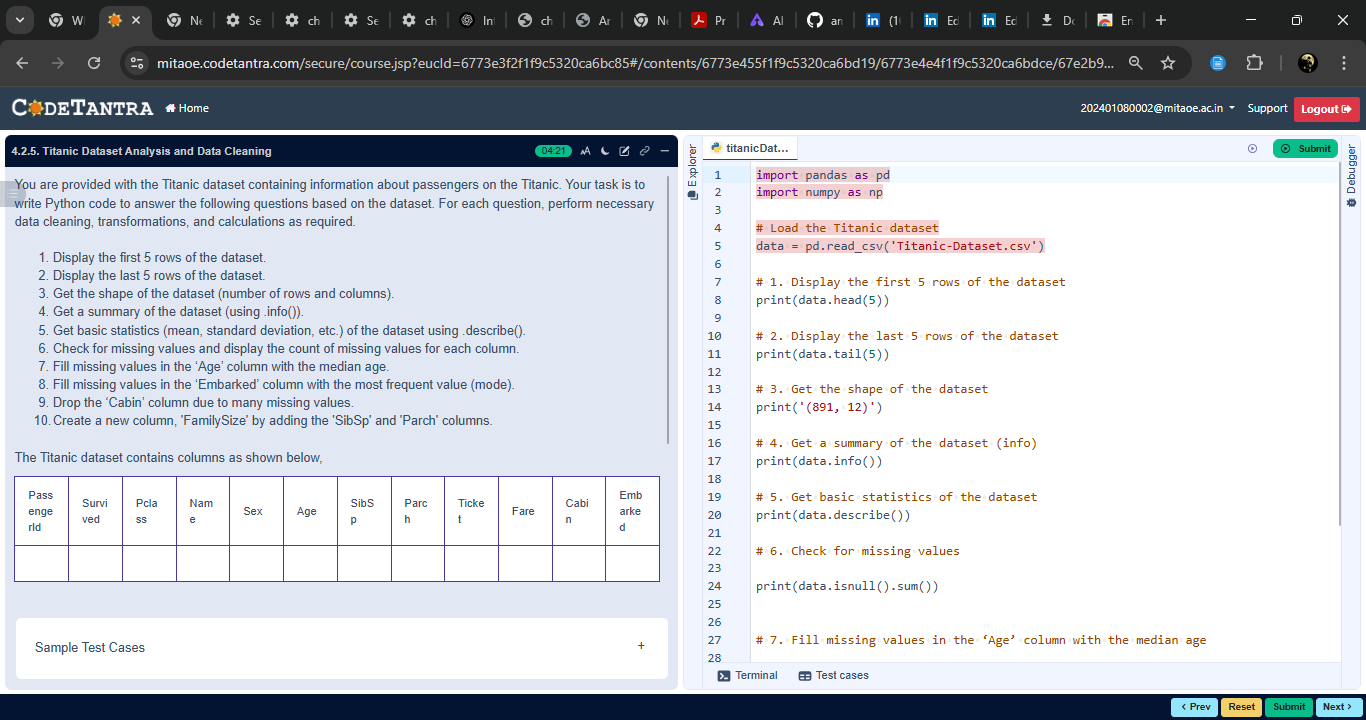 W
Ne
Se
ch
Se
ch
In
ch
Ar
Ne
Pr
AI
an
(1
Ed
Ed
Do
En
mitaoe.codetantra.com/secure/course.jsp?eucId=6773e3f2f1f9c5320ca6bc85#/contents/6773e455f1f9c5320ca6bd19/6773e4e4f1f9c5320ca6bdce/67e2b9...
CODETANTRA
Home
202401080002@mitaoe.ac.in
Support
Logout
4.2.5. Titanic Dataset Analysis and Data Cleaning
04:21
AA
You are provided with the Titanic dataset containing information about passengers on the Titanic. Your task is to
write Python code to answer the following questions based on the dataset. For each question, perform necessary
data cleaning, transformations, and calculations as required.
1. Display the first 5 rows of the dataset.
2. Display the last 5 rows of the dataset.
3. Get the shape of the dataset (number of rows and columns).
4. Get a summary of the dataset (using .info()).
5. Get basic statistics (mean, standard deviation, etc.) of the dataset using .describe().
6. Check for missing values and display the count of missing values for each column.
7. Fill missing values in the ‘Age’ column with the median age.
8. Fill missing values in the ‘Embarked’ column with the most frequent value (mode).
9. Drop the ‘Cabin’ column due to many missing values.
10. Create a new column, 'FamilySize' by adding the 'SibSp' and 'Parch' columns.
The Titanic dataset contains columns as shown below,
Pass
enge
rId
Survi
ved
Pcla
ss
Nam
e
Sex
Age
SibS
p
Parc
h
Ticke
t
Fare
Cabi
n
Emb
arke
d
Sample Test Cases
+
Explorer
titanicDat...
Submit
Debugger
1 import pandas as pd
2 import numpy as np
3
4 # Load the Titanic dataset
5 data = pd.read_csv('Titanic-Dataset.csv')
6
7 # 1. Display the first 5 rows of the dataset
8 print(data.head(5))
9
10 # 2. Display the last 5 rows of the dataset
11 print(data.tail(5))
12
13 # 3. Get the shape of the dataset
14 print('(891, 12)')
15
16 # 4. Get a summary of the dataset (info)
17 print(data.info())
18
19 # 5. Get basic statistics of the dataset
20 print(data.describe())
21
22 # 6. Check for missing values
23
24 print(data.isnull().sum())
25
26
27 # 7. Fill missing values in the ‘Age’ column with the median age
28
Terminal
Test cases
< Prev
Reset
Submit
Next >